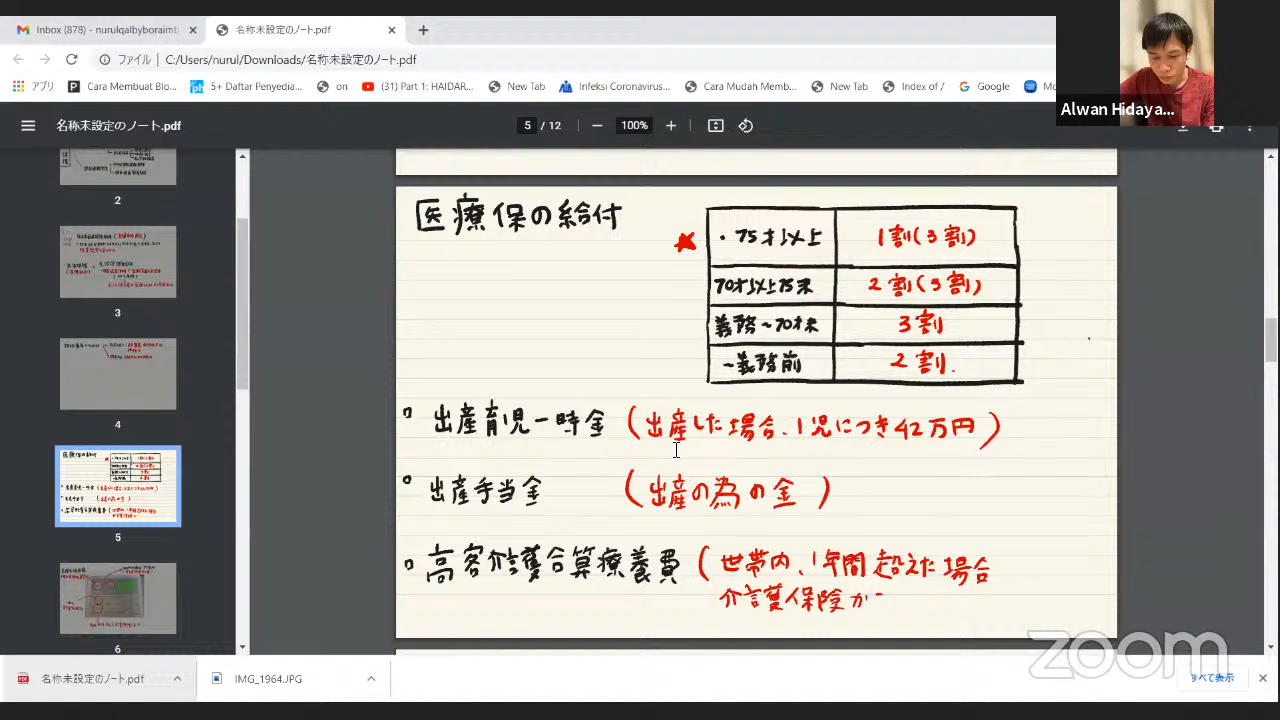 Inbox (878) - nurulqalbyboraimb
名称未設定のノート.pdf
ファイル
C:/Users/nurul/Downloads/名称未設定のノート.pdf
アプリ
Cara Membuat Blo...
5+ Daftar Penyedia...
on
(31) Part 1: HAIDAR...
New Tab
Infeksi Coronavirus...
Cara Mudah Memb...
New Tab
Index of /
Google
Mo
Alwan Hidaya...
名称未設定のノート.pdf
5 / 12
100%
2
3
4
5
6
医療保の給付
・75才以上 1割(3割)
70才以上75未 2割(3割)
義務~70才未 3割
~義務前 2割.
出産育児一時金 (出産した場合、1児につき42万円)
出産手当金 (出産の為の金)
高客介護合算療養費 (世帯内、1年間超えた場合
介護保険か
zoom
名称未設定のノート.pdf
IMG_1964.JPG
すべて表示